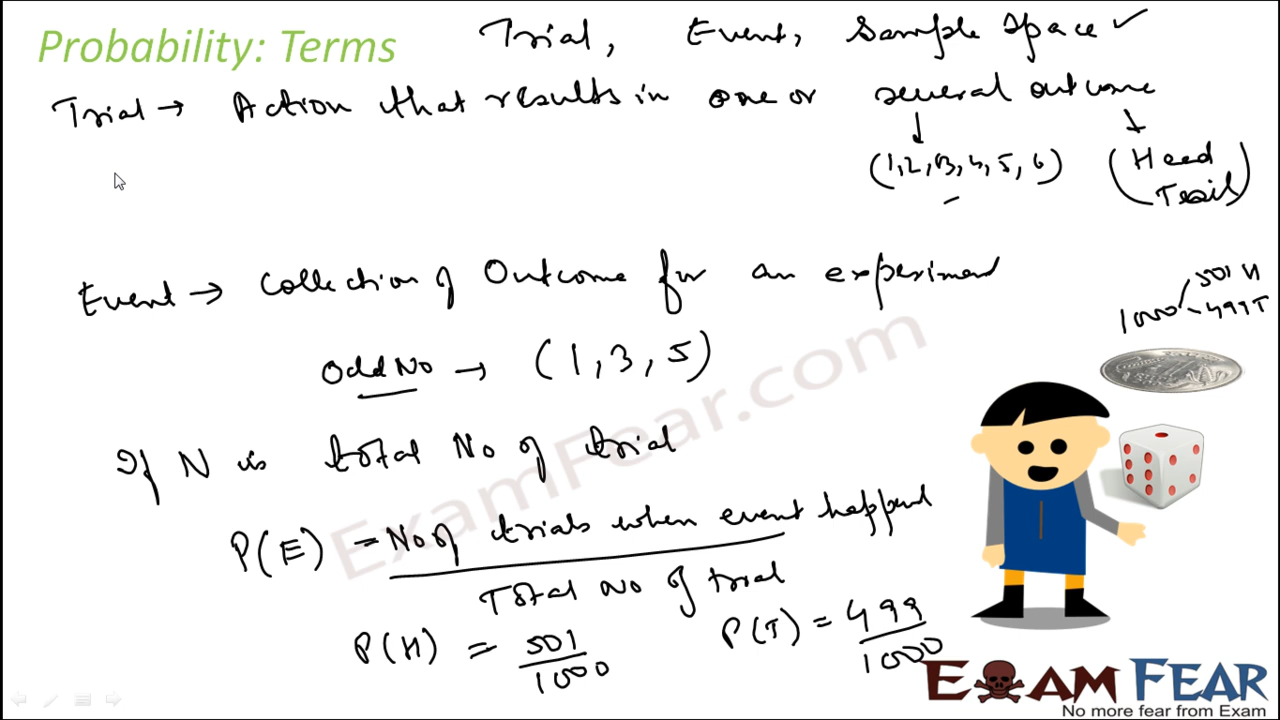 Probability: Terms
Trial, Event, Sample Space ✓
Trial → Action that results in one or several outcome
(1,2,3,4,5,6)
(Head
Tail)
Event → Collection of Outcome for an experiment
501 H
1000
499 T
Odd No → (1, 3, 5)
If N is total No of trial
P(E) = No of trials when event happend
Total No of trial
P(H) = 501/1000
P(T) = 499/1000
ExamFear.com
EXAM FEAR
No more fear from Exam